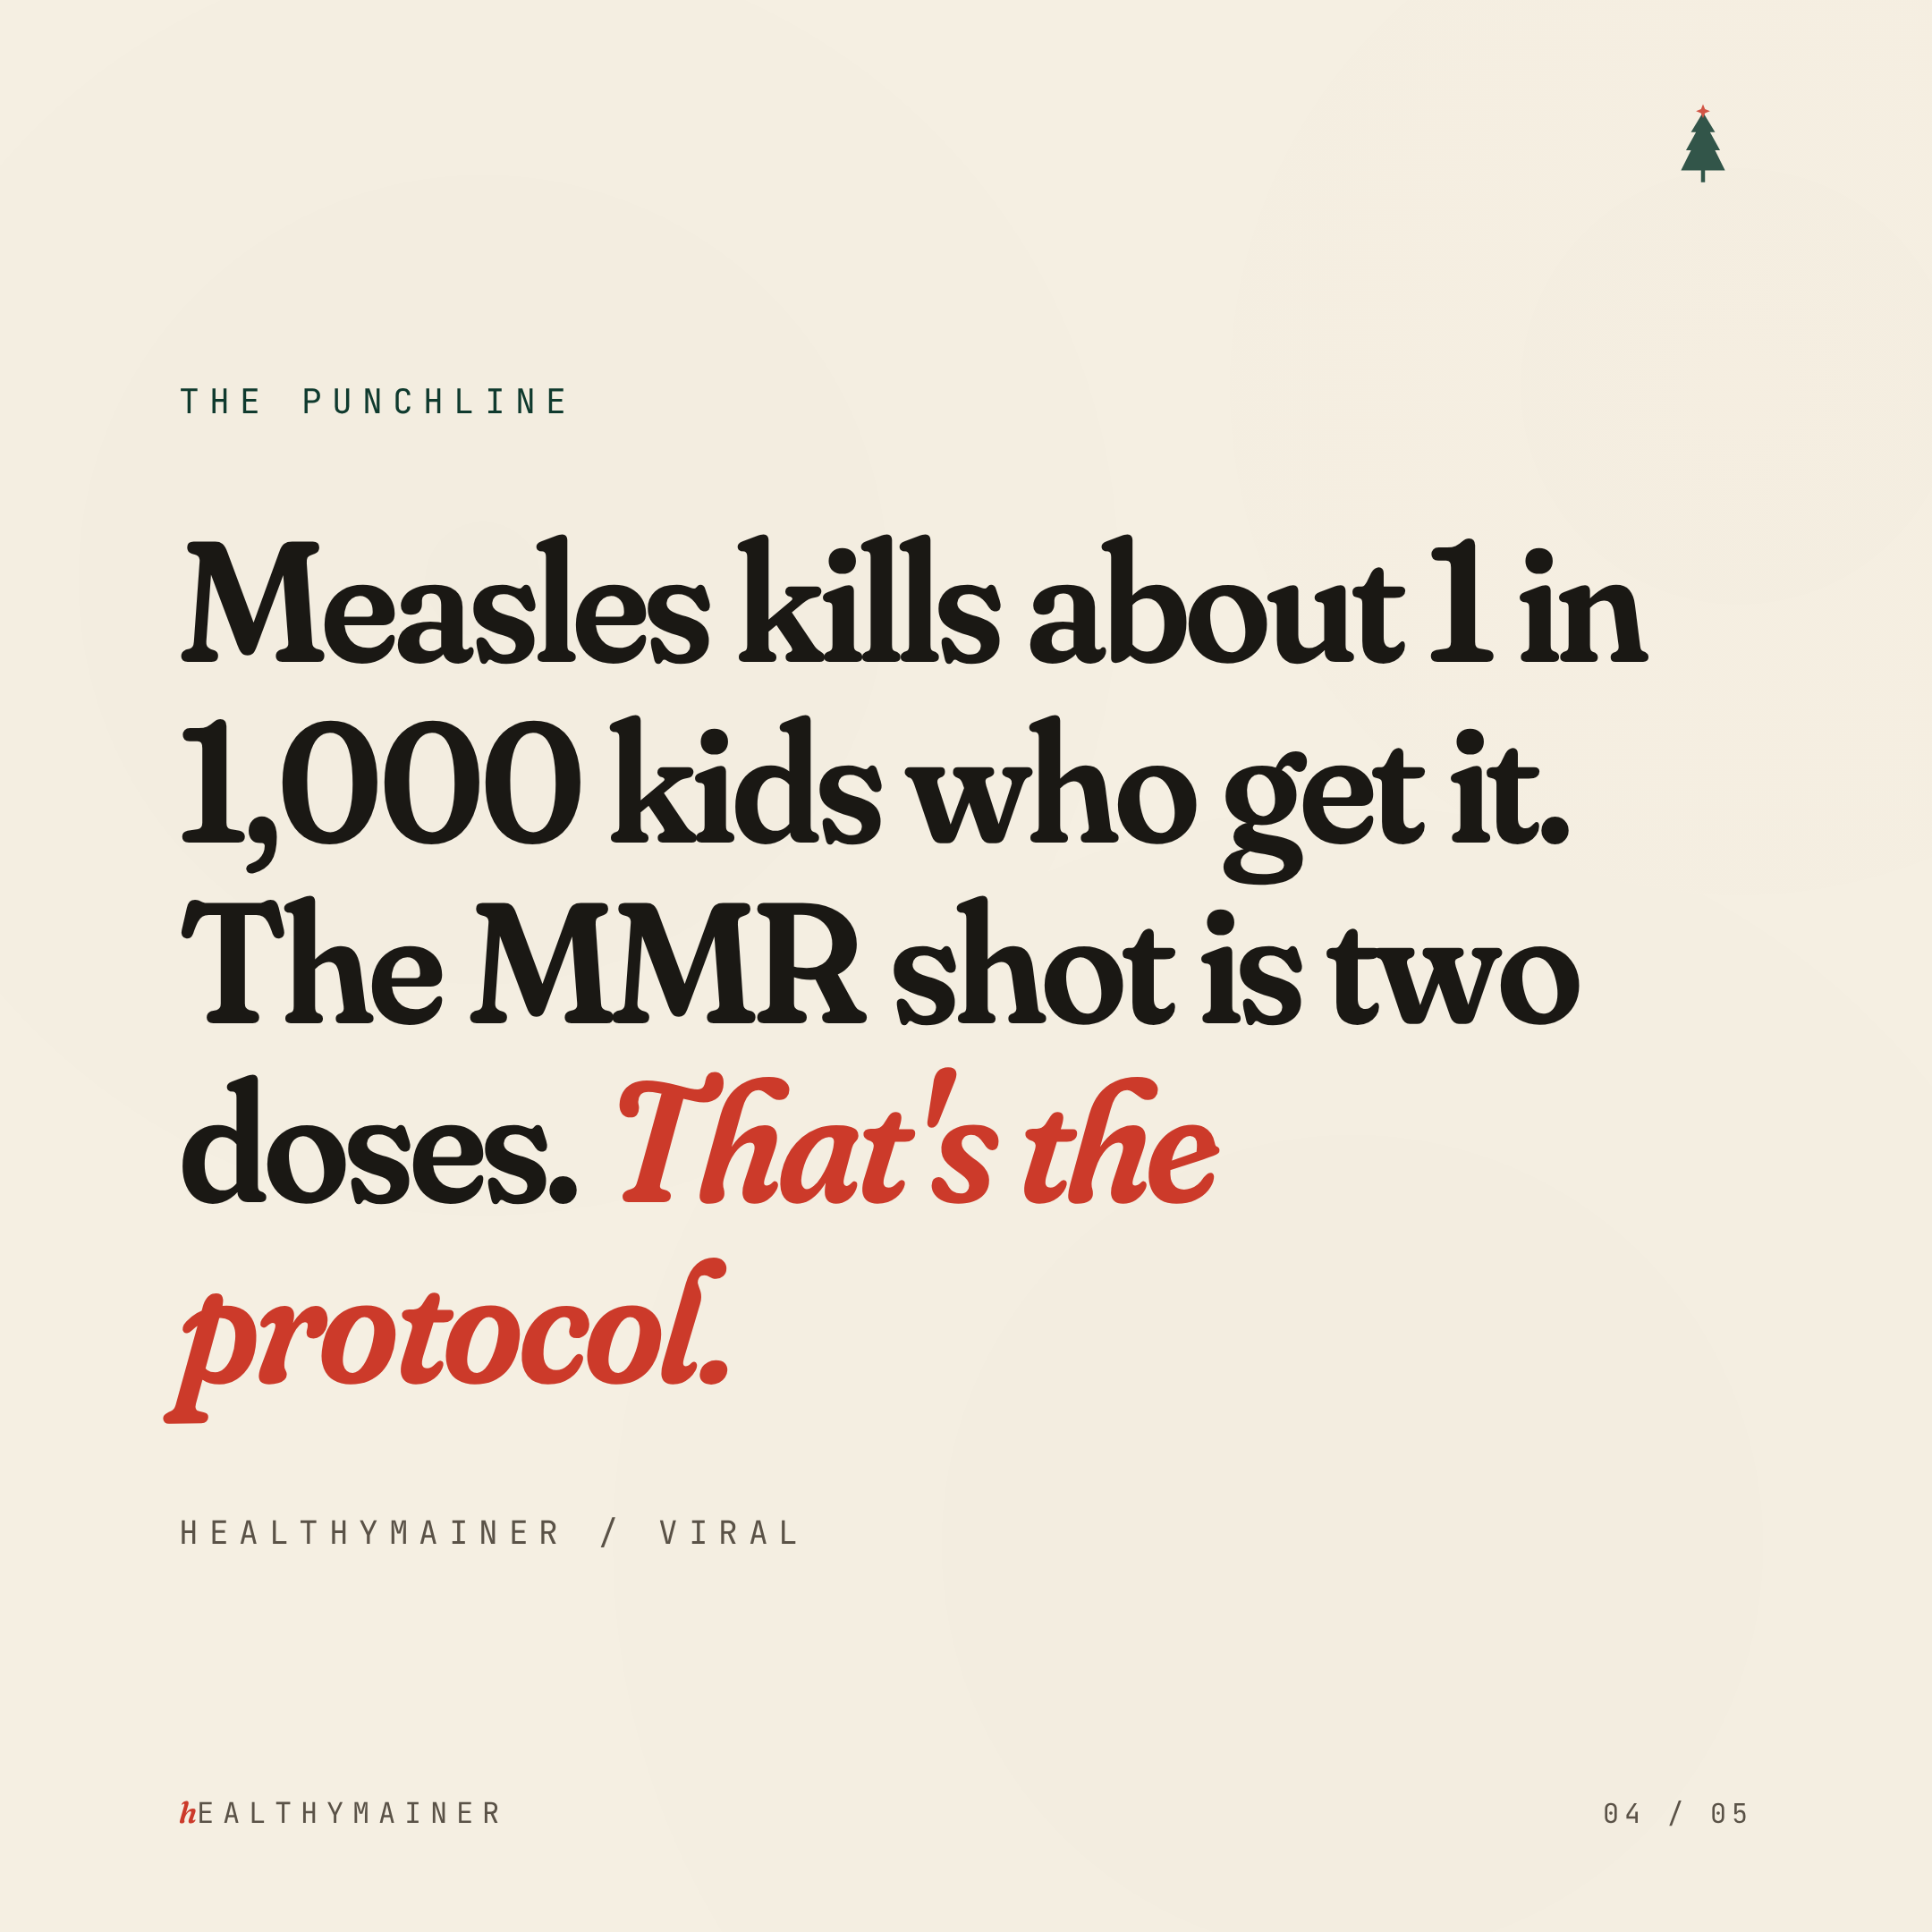 THE PUNCHLINE
Measles kills about 1 in
1,000 kids who get it.
The MMR shot is two
doses. That's the
protocol.
HEALTHYMAINER / VIRAL
hEALTHYMAINER
04 / 05